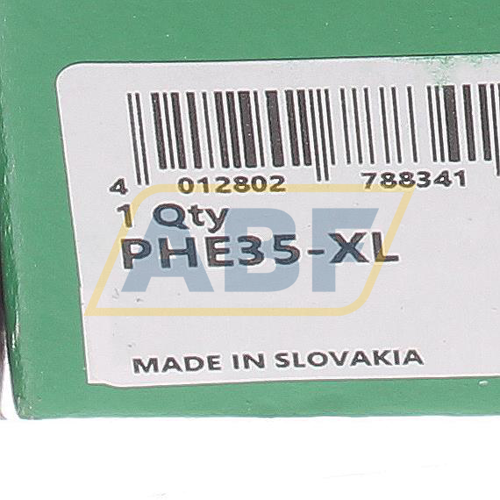 4 012802 788341
1 Qty
PHE35-XL
ABF
MADE IN SLOVAKIA